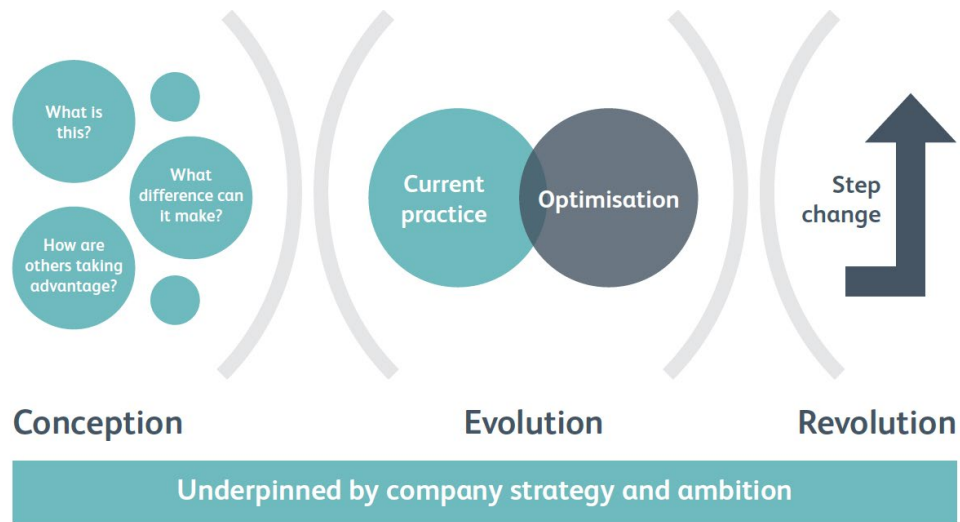 What is
this?
What
difference can
it make?
How are
others taking
advantage?
Current
practice
Optimisation
Step
change
Conception
Evolution
Revolution
Underpinned by company strategy and ambition